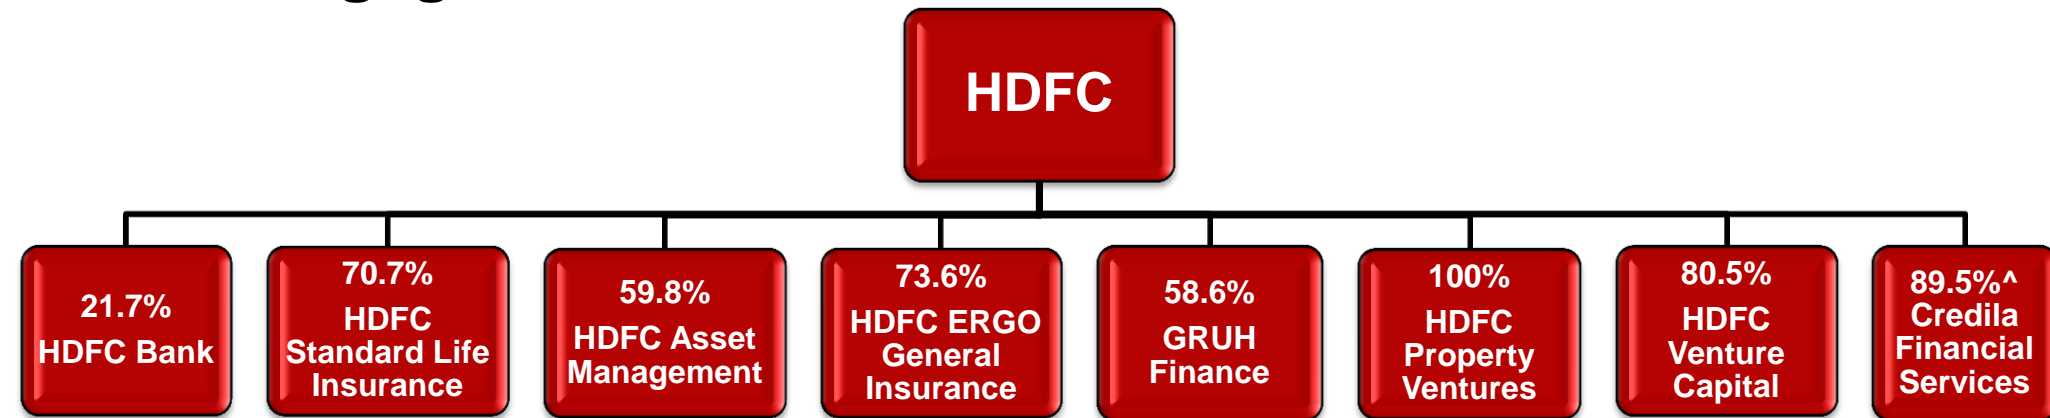 HDFC
21.7%
HDFC Bank
70.7%
HDFC
Standard Life
Insurance
59.8%
HDFC Asset
Management
73.6%
HDFC ERGO
General
Insurance
58.6%
GRUH
Finance
100%
HDFC
Property
Ventures
80.5%
HDFC
Venture
Capital
89.5%^
Credila
Financial
Services